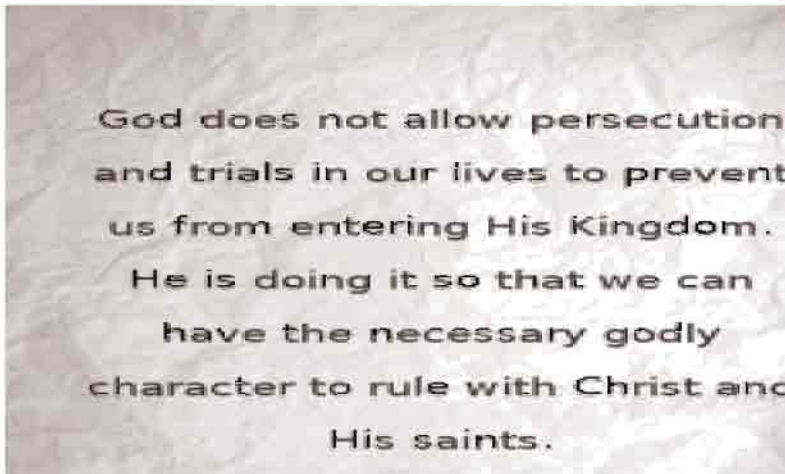 God does not allow persecution
and trials in our lives to prevent
us from entering His Kingdom.
He is doing it so that we can
have the necessary godly
character to rule with Christ and
His saints.